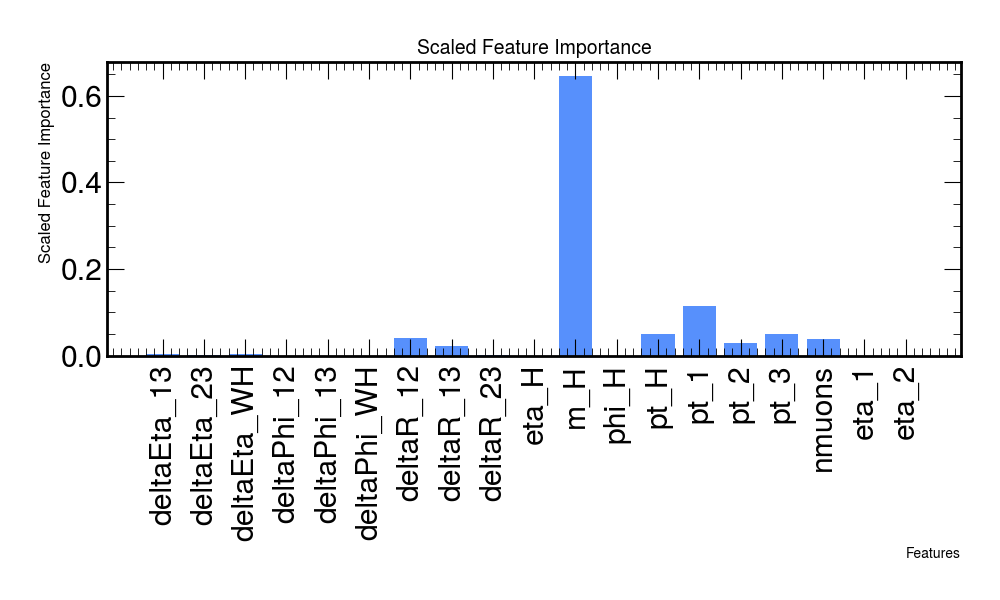 Scaled Feature Importance
Scaled Feature Importance
0.6
0.4
0.2
0.0
deltaEta_13
deltaEta_23
deltaEta_WH
deltaPhi_12
deltaPhi_13
deltaPhi_WH
deltaR_12
deltaR_13
deltaR_23
eta_H
m_H
phi_H
pt_H
pt_1
pt_2
pt_3
nmuons
eta_1
eta_2
Features